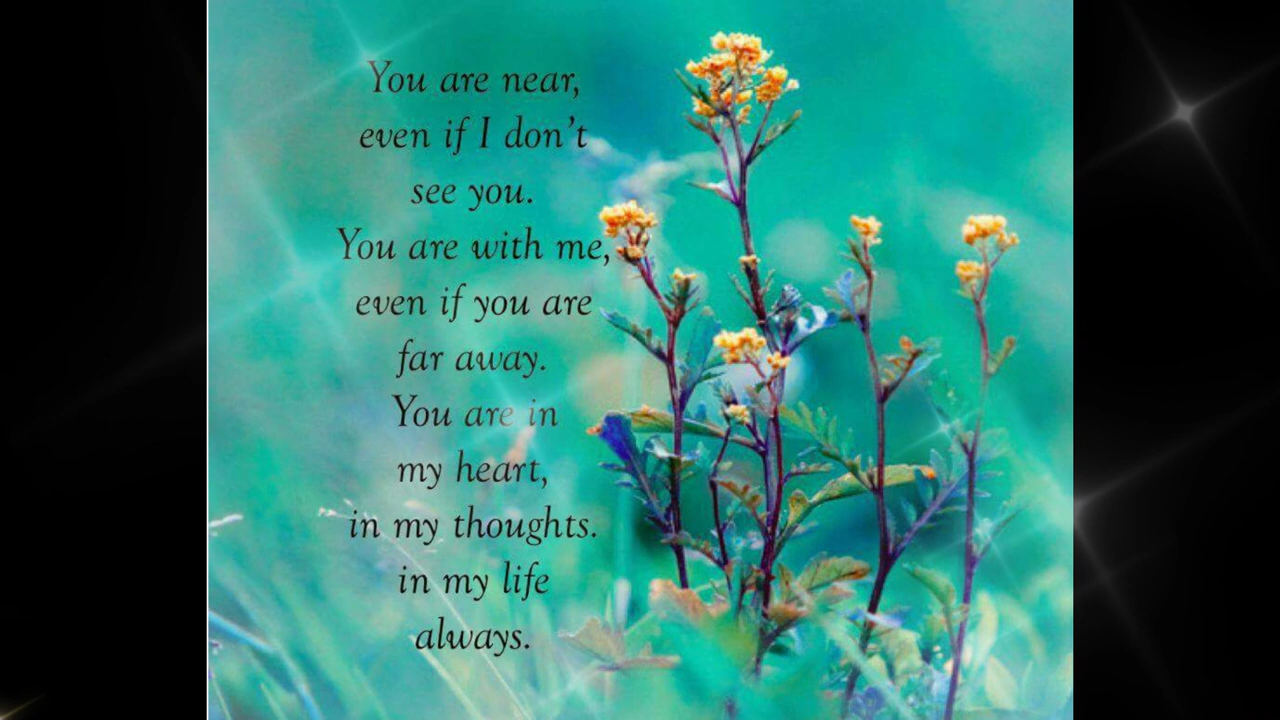 You are near,
even if I don’t
see you.
You are with me,
even if you are
far away.
You are in
my heart,
in my thoughts.
in my life
always.